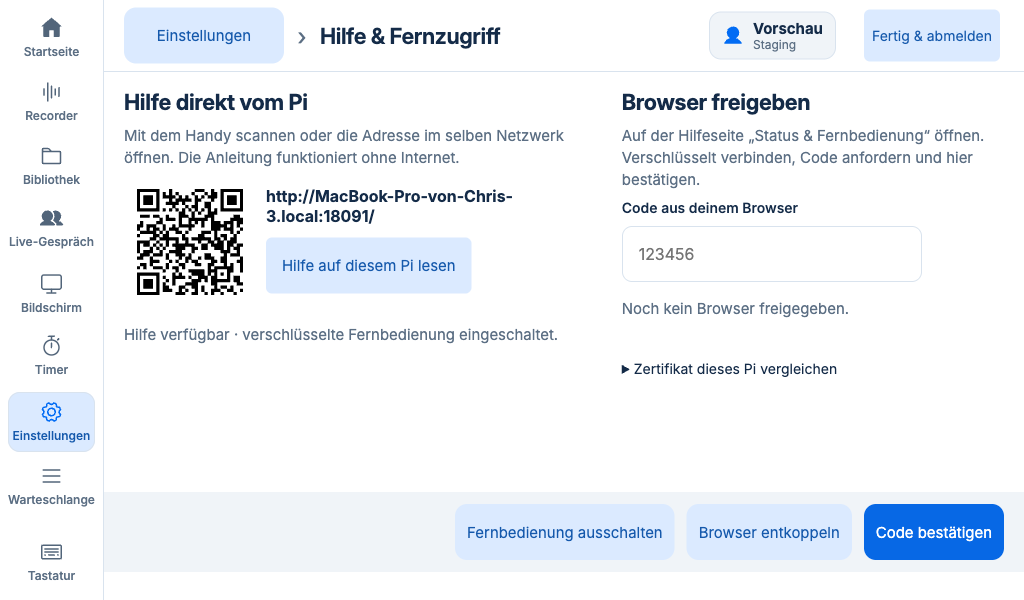 Startseite
Recorder
Bibliothek
Live-Gespräch
Bildschirm
Timer
Einstellungen
Warteschlange
Tastatur
Einstellungen
› Hilfe & Fernzugriff
Vorschau
Staging
Fertig & abmelden
Hilfe direkt vom Pi
Mit dem Handy scannen oder die Adresse im selben Netzwerk
öffnen. Die Anleitung funktioniert ohne Internet.
http://MacBook-Pro-von-Chris-
3.local:18091/
Hilfe auf diesem Pi lesen
Hilfe verfügbar · verschlüsselte Fernbedienung eingeschaltet.
Browser freigeben
Auf der Hilfeseite „Status & Fernbedienung“ öffnen.
Verschlüsselt verbinden, Code anfordern und hier
bestätigen.
Code aus deinem Browser
123456
Noch kein Browser freigegeben.
Zertifikat dieses Pi vergleichen
Fernbedienung ausschalten
Browser entkoppeln
Code bestätigen